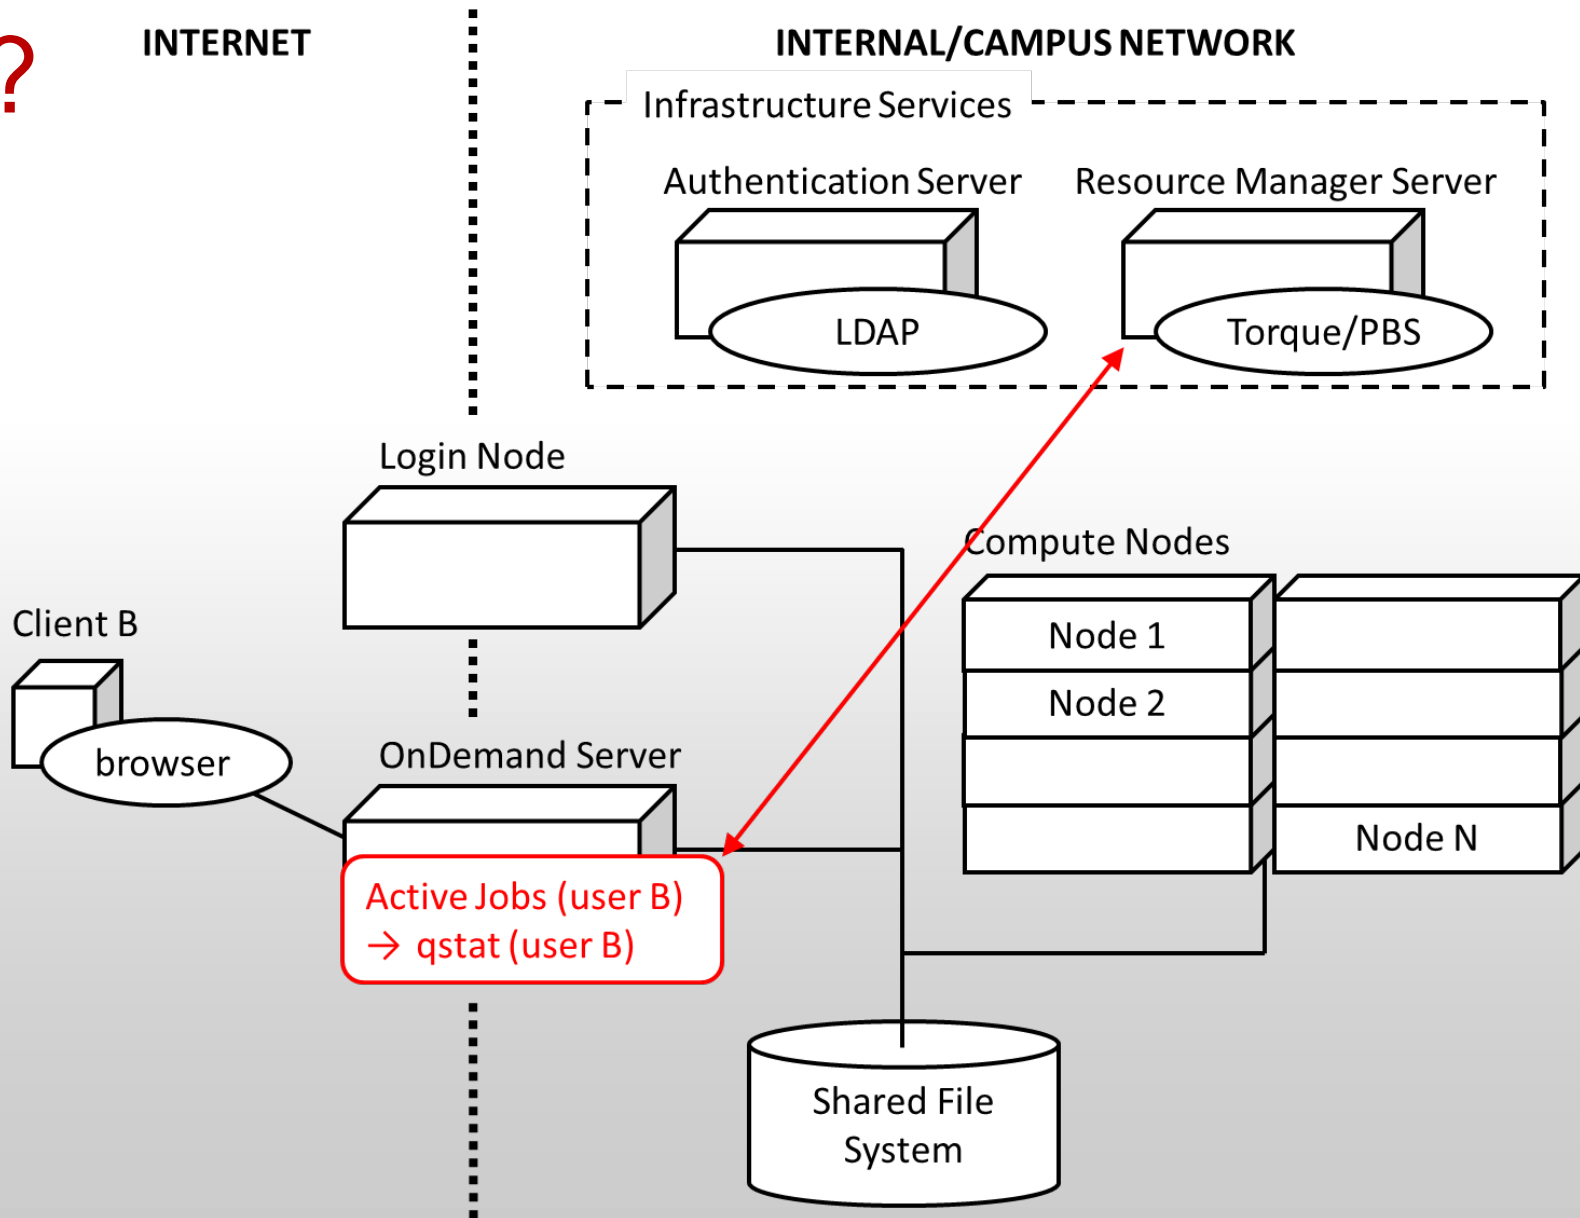 ?
INTERNET
INTERNAL/CAMPUS NETWORK
Infrastructure Services
Authentication Server
Resource Manager Server
LDAP
Torque/PBS
Login Node
Compute Nodes
Node 1
Node 2
Node N
Client B
browser
OnDemand Server
Active Jobs (user B)
→ qstat (user B)
Shared File
System